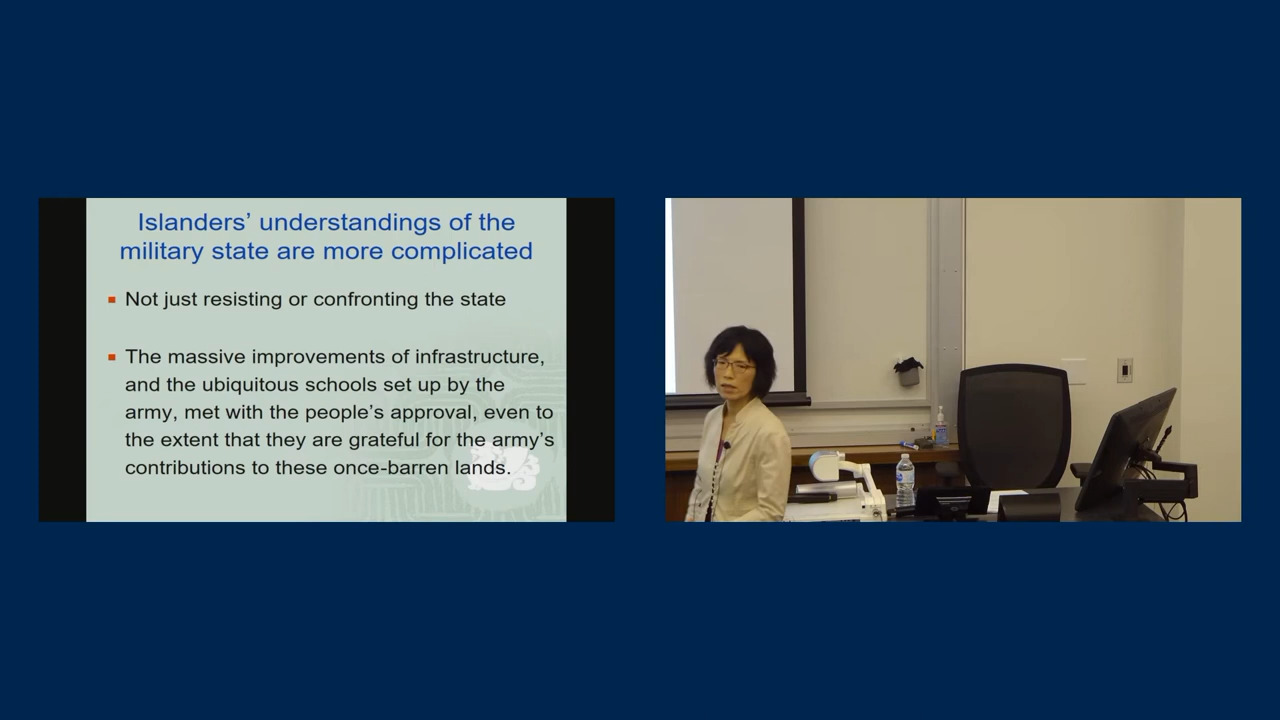 Islanders’ understandings of the
military state are more complicated
Not just resisting or confronting the state
The massive improvements of infrastructure,
and the ubiquitous schools set up by the
army, met with the people’s approval, even to
the extent that they are grateful for the army’s
contributions to these once-barren lands.